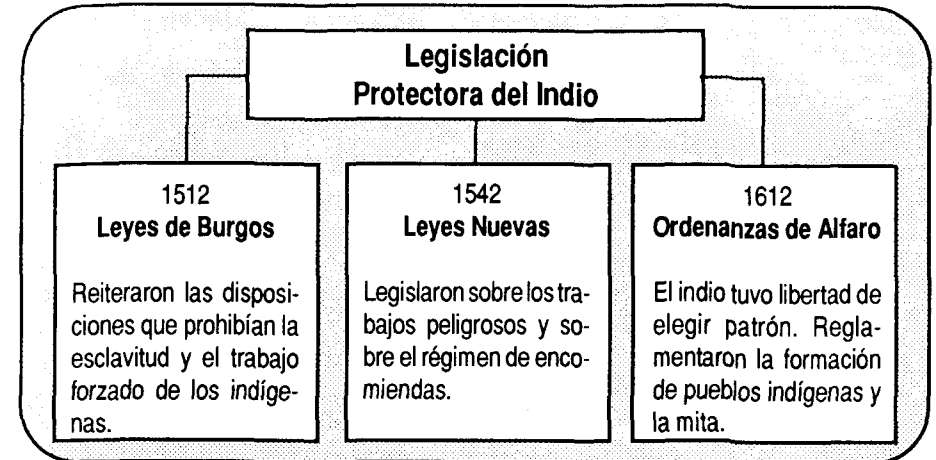 Legislación
Protectora del Indio
1512
Leyes de Burgos
Reiteraron las disposi-
ciones que prohibían la
esclavitud y el trabajo
forzado de los indíge-
nas.
1542
Leyes Nuevas
Legislaron sobre los tra-
bajos peligrosos y so-
bre el régimen de enco-
miendas.
1612
Ordenanzas de Alfaro
El indio tuvo libertad de
elegir patrón. Regla-
mentaron la formación
de pueblos indígenas y
la mita.